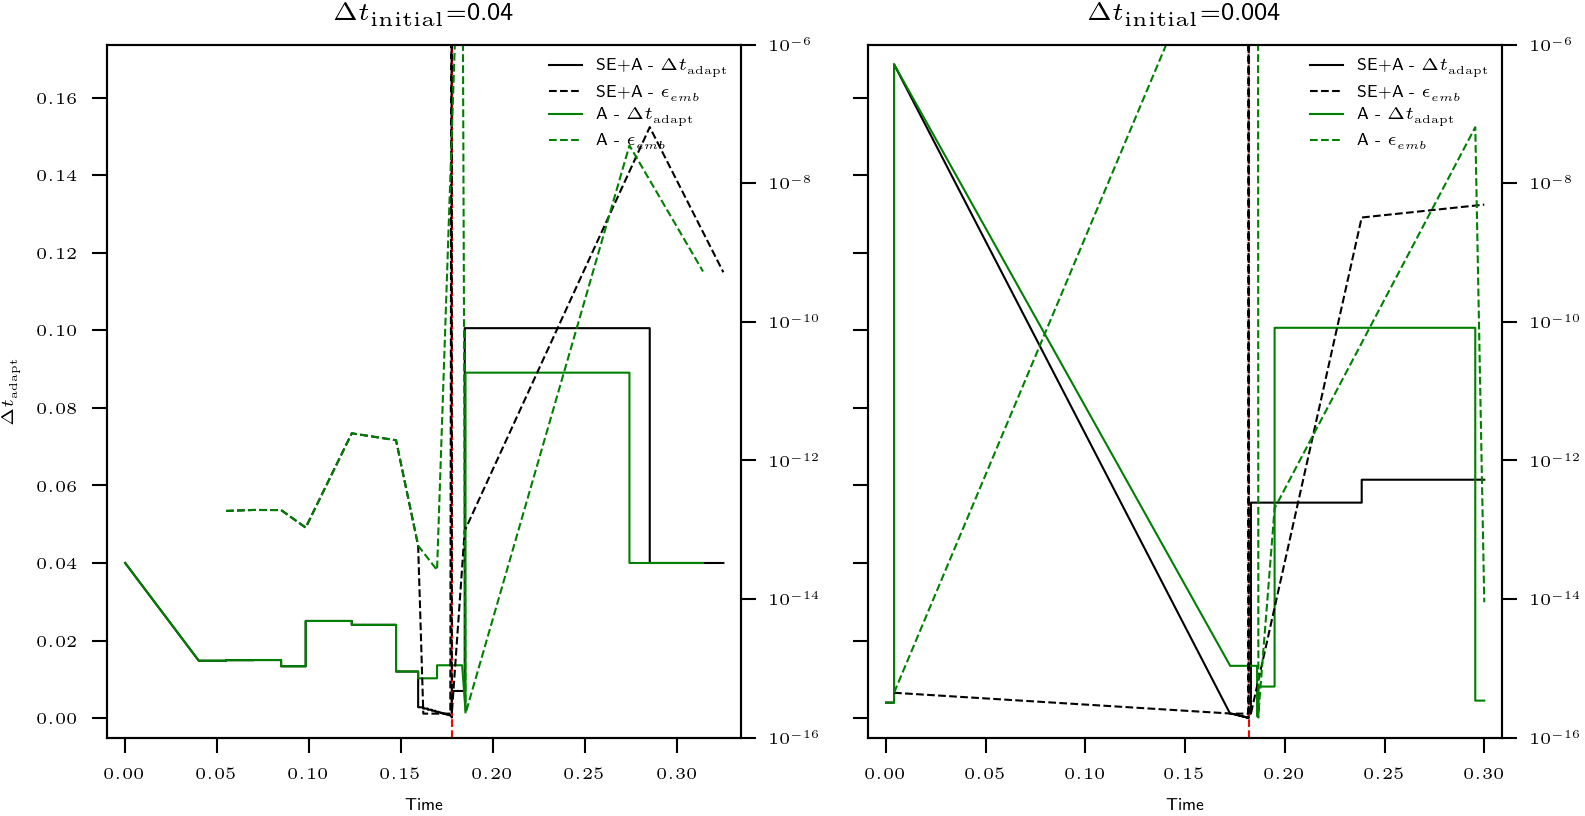 Δt_initial=0.04
Δt_initial=0.004
SE+A - Δt_adapt
SE+A - ϵ_emb
A - Δt_adapt
A - ϵ_emb
SE+A - Δt_adapt
SE+A - ϵ_emb
A - Δt_adapt
A - ϵ_emb
Δt_adapt
0.16
0.14
0.12
0.10
0.08
0.06
0.04
0.02
0.00
10⁻⁶
10⁻⁸
10⁻¹⁰
10⁻¹²
10⁻¹⁴
10⁻¹⁶
10⁻⁶
10⁻⁸
10⁻¹⁰
10⁻¹²
10⁻¹⁴
10⁻¹⁶
0.00 0.05 0.10 0.15 0.20 0.25 0.30
0.00 0.05 0.10 0.15 0.20 0.25 0.30
Time
Time